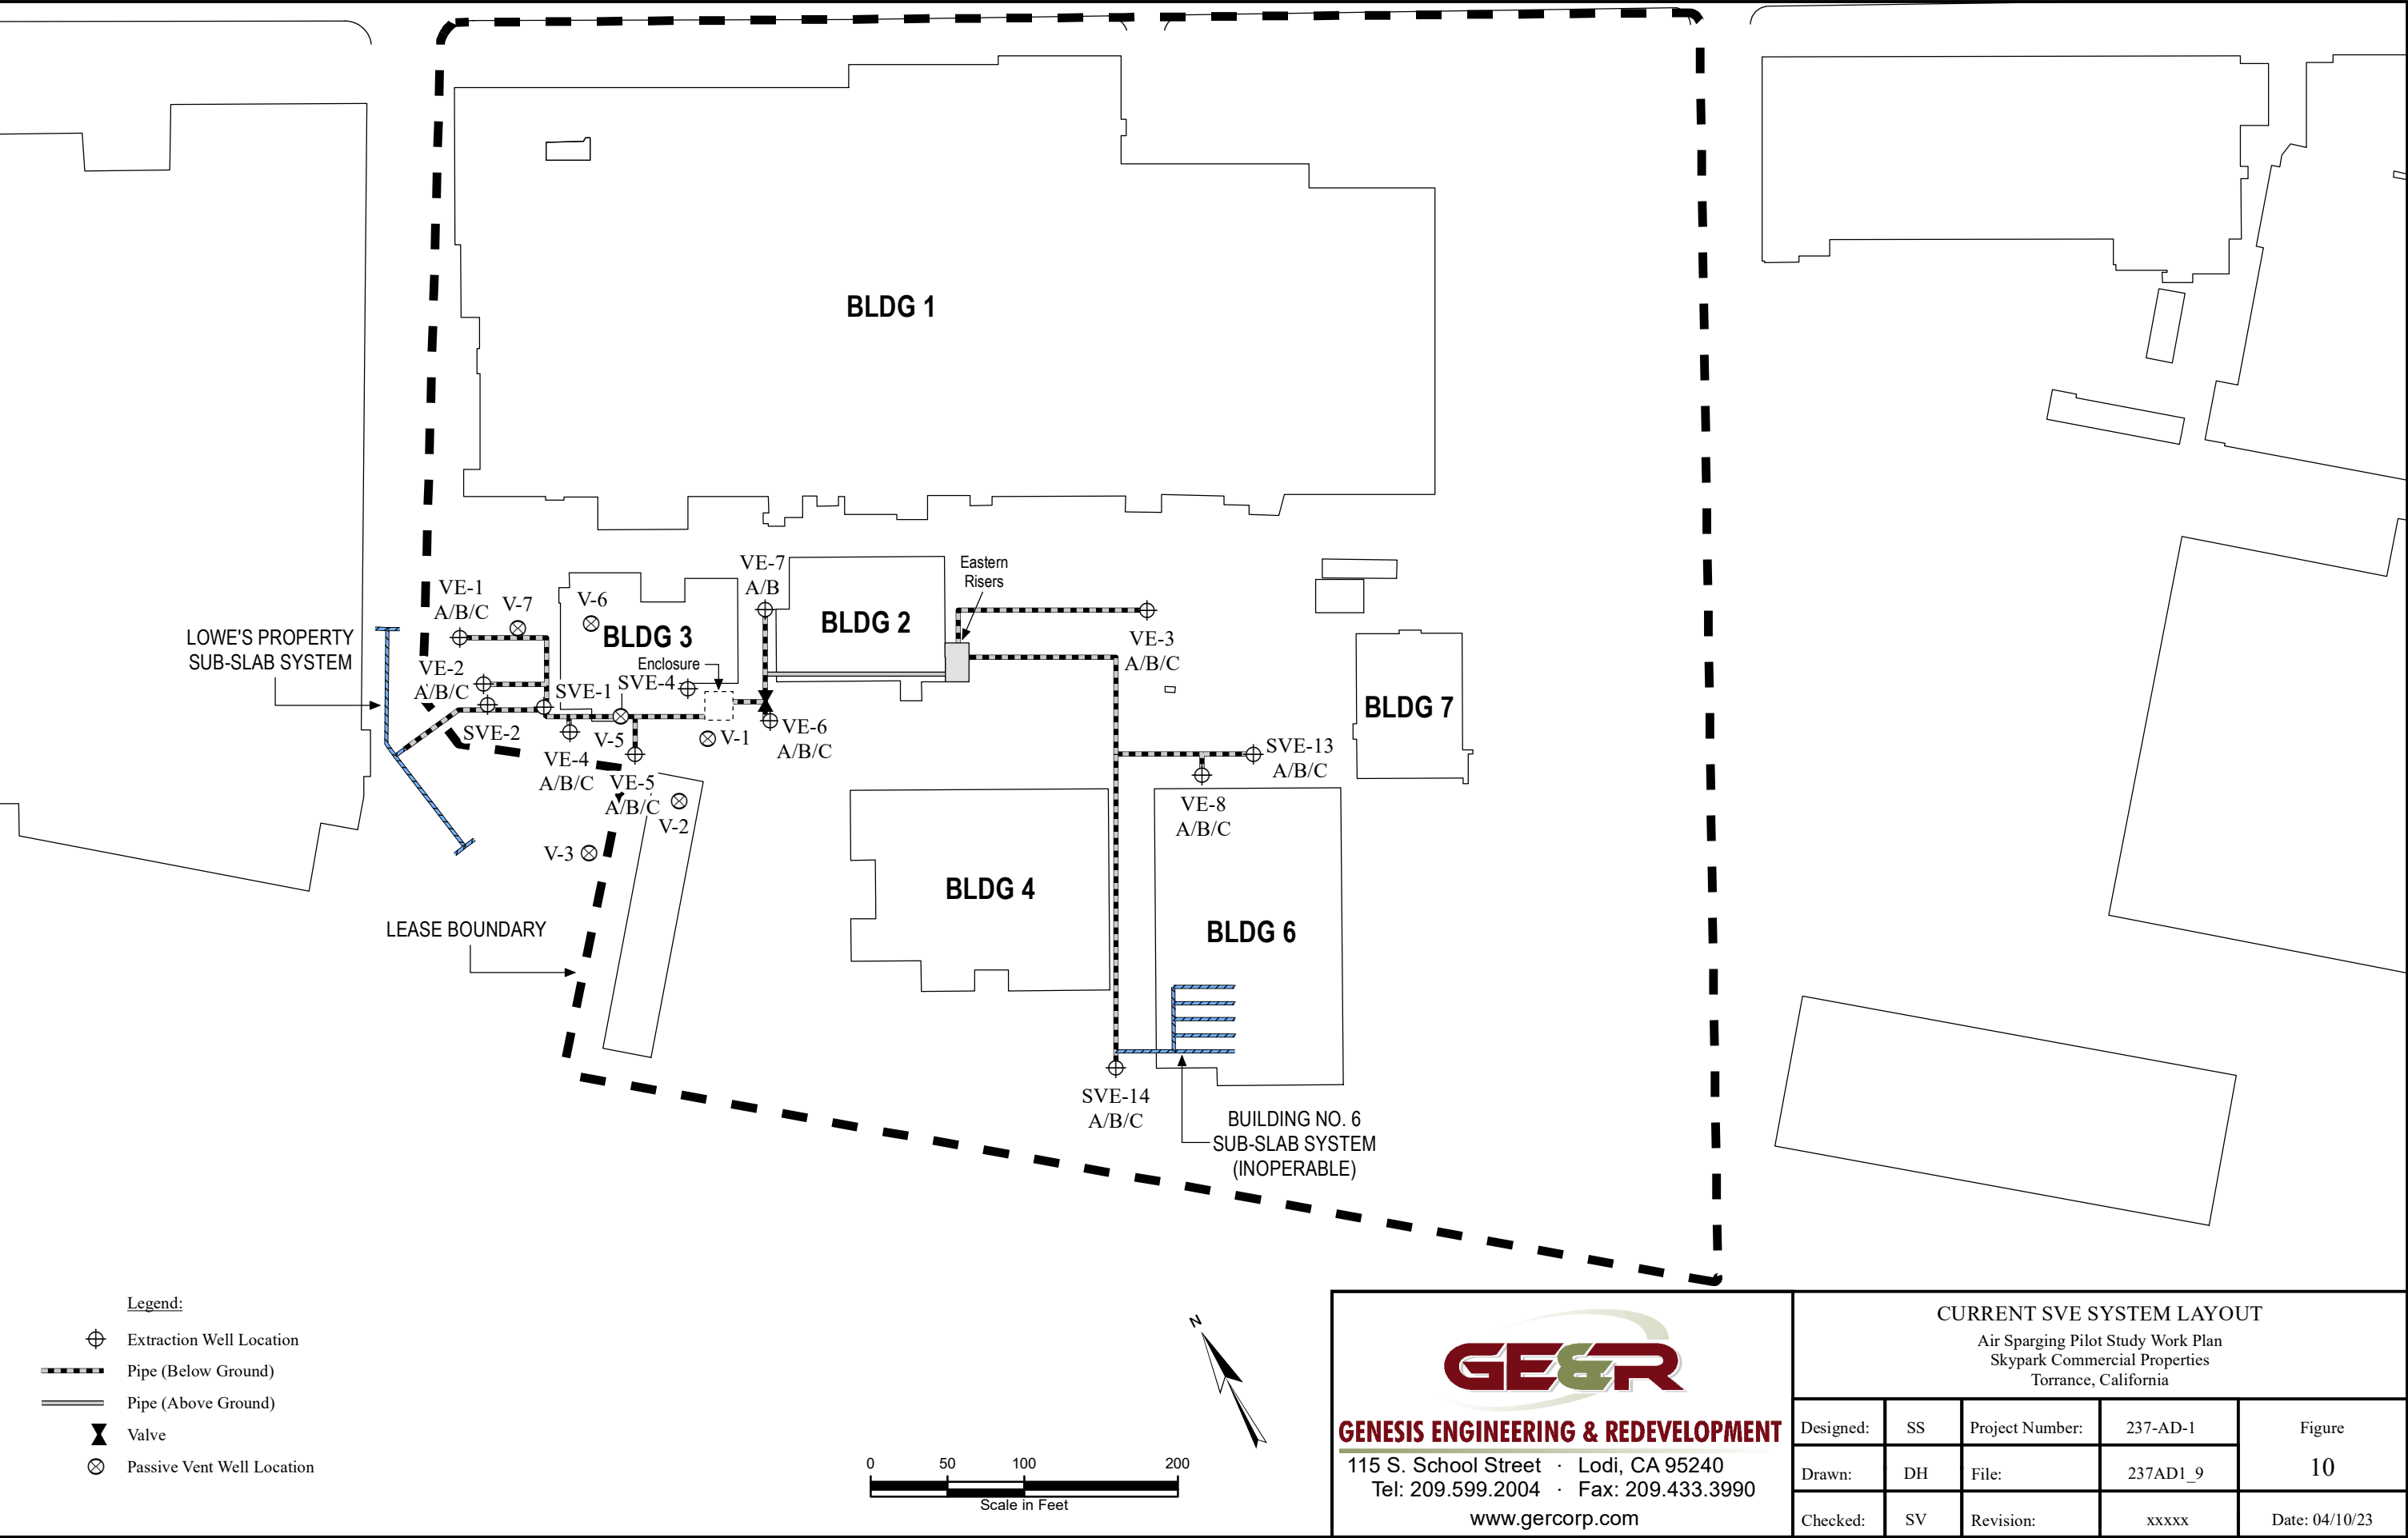 BLDG 1
VE-7
A/B
Eastern
Risers
VE-1
A/B/C
V-7
V-6
BLDG 3
BLDG 2
LOWE'S PROPERTY
SUB-SLAB SYSTEM
VE-2
A/B/C
Enclosure
SVE-4
SVE-1
VE-3
A/B/C
BLDG 7
SVE-2
V-5
V-1
VE-6
A/B/C
VE-4
A/B/C
SVE-13
A/B/C
VE-5
A/B/C
V-2
VE-8
A/B/C
V-3
BLDG 4
LEASE BOUNDARY
BLDG 6
SVE-14
A/B/C
BUILDING NO. 6
SUB-SLAB SYSTEM
(INOPERABLE)
Legend:
Extraction Well Location
Pipe (Below Ground)
Pipe (Above Ground)
Valve
Passive Vent Well Location
N
0 50 100 200
Scale in Feet
GE&R
GENESIS ENGINEERING & REDEVELOPMENT
115 S. School Street · Lodi, CA 95240
Tel: 209.599.2004 · Fax: 209.433.3990
www.gercorp.com
CURRENT SVE SYSTEM LAYOUT
Air Sparging Pilot Study Work Plan
Skypark Commercial Properties
Torrance, California
Designed: SS Project Number: 237-AD-1 Figure
10
Drawn: DH File: 237AD1_9
Checked: SV Revision: xxxxx Date: 04/10/23